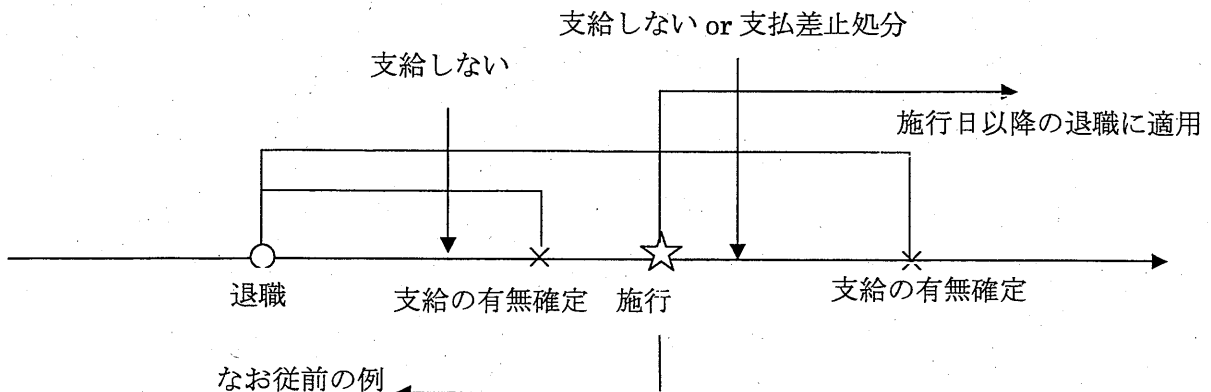 支給しない or 支払差止処分
支給しない
施行日以降の退職に適用
退職
支給の有無確定
施行
支給の有無確定
なお従前の例